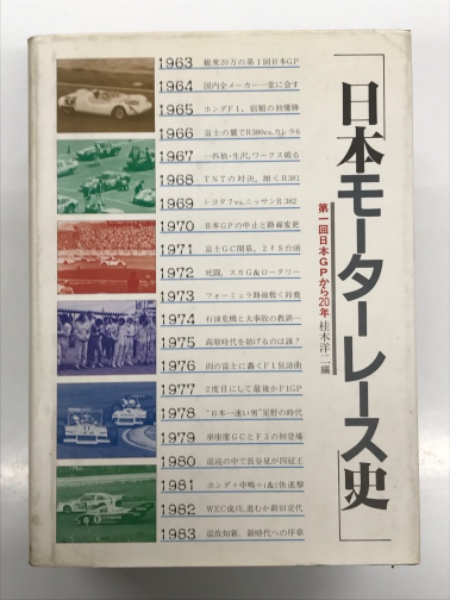 「日本モーターレース史」
第一回日本GPから20年
桂木洋二編
1963 観衆20万の第1回日本GP
1964 国内全メーカー一堂に会す
1965 ホンダF1、宿願の初優勝
1966 富士の麓でR380vs.カレラ6
1967 一匹狼・生沢、ワークス破る
1968 TNTの対決、翔くR381
1969 トヨタ7vs.ニッサンR382
1970 日本GPの中止と路線変更
1971 富士GC開幕、2ℓS台頭
1972 死闘、スカG&ロータリー
1973 フォーミュラ路線敷く鈴鹿
1974 石油危機と大事故の教訓…
1975 高原時代を妨げるのは誰?
1976 雨の富士に轟くF1狂詩曲
1977 2度目にして最後かF1GP
1978 "日本一速い男"星野の時代
1979 単座席GCとF3の初登場
1980 混迷の中で長谷見が四冠王
1981 ホンダ+中嶋+i&i快進撃
1982 WEC成功、進むか新旧交代
1983 温故知新、新時代への序章